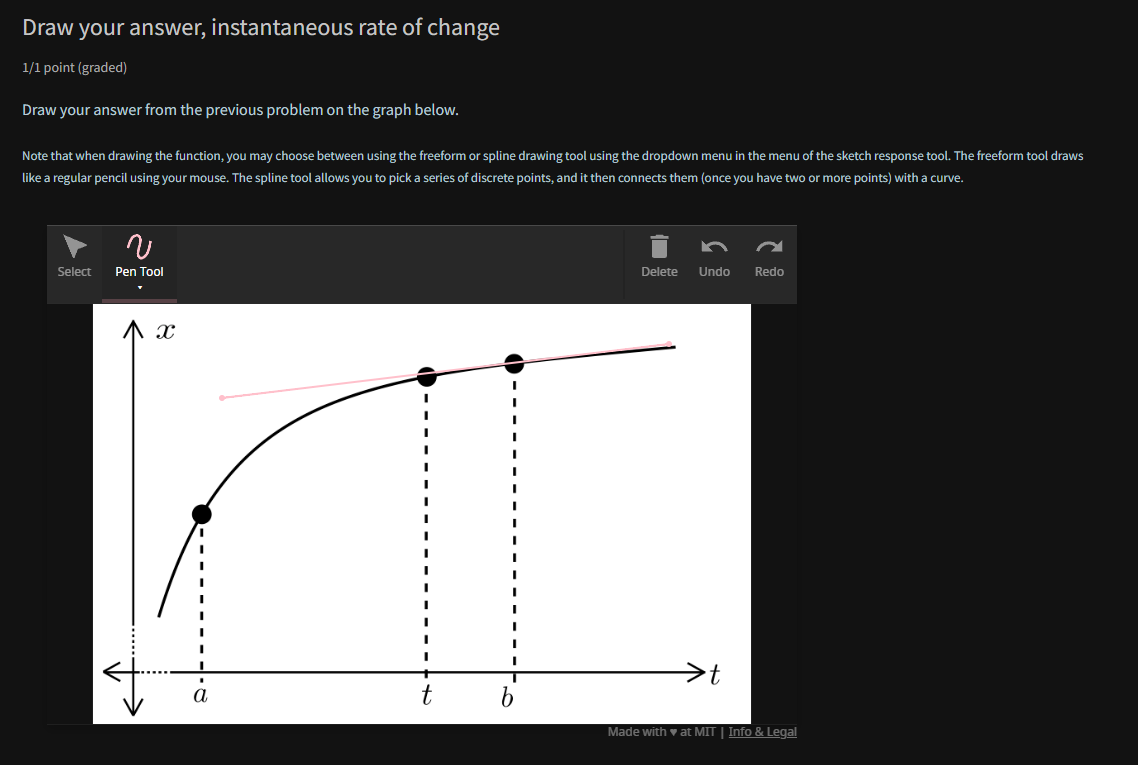 Draw your answer, instantaneous rate of change
1/1 point (graded)
Draw your answer from the previous problem on the graph below.
Note that when drawing the function, you may choose between using the freeform or spline drawing tool using the dropdown menu in the menu of the sketch response tool. The freeform tool draws
like a regular pencil using your mouse. The spline tool allows you to pick a series of discrete points, and it then connects them (once you have two or more points) with a curve.
Select Pen Tool Delete Undo Redo
x
t
a t b
Made with ♥ at MIT | Info & Legal